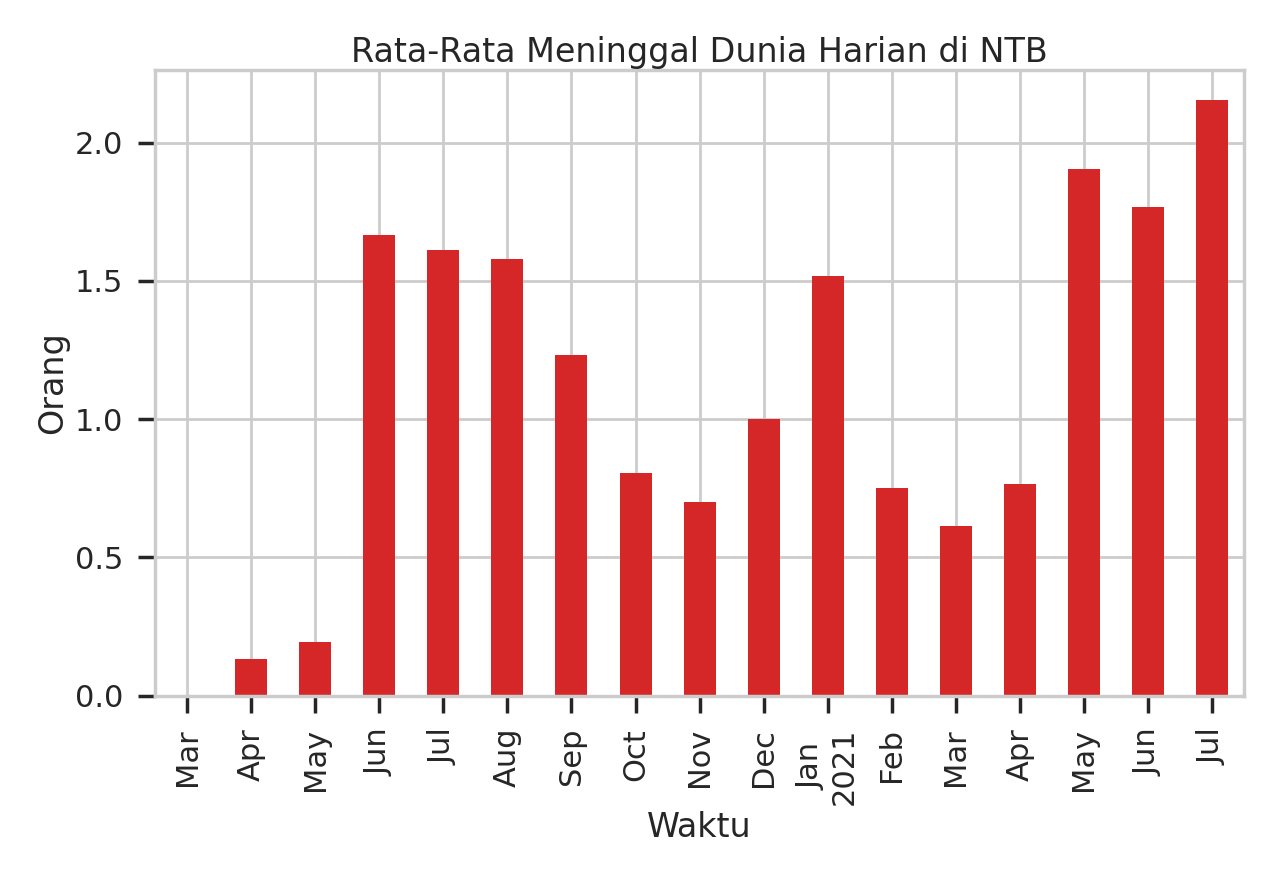 Rata-Rata Meninggal Dunia Harian di NTB
Orang
2.0
1.5
1.0
0.5
0.0
Mar
Apr
May
Jun
Jul
Aug
Sep
Oct
Nov
Dec
Jan
2021
Feb
Mar
Apr
May
Jun
Jul
Waktu